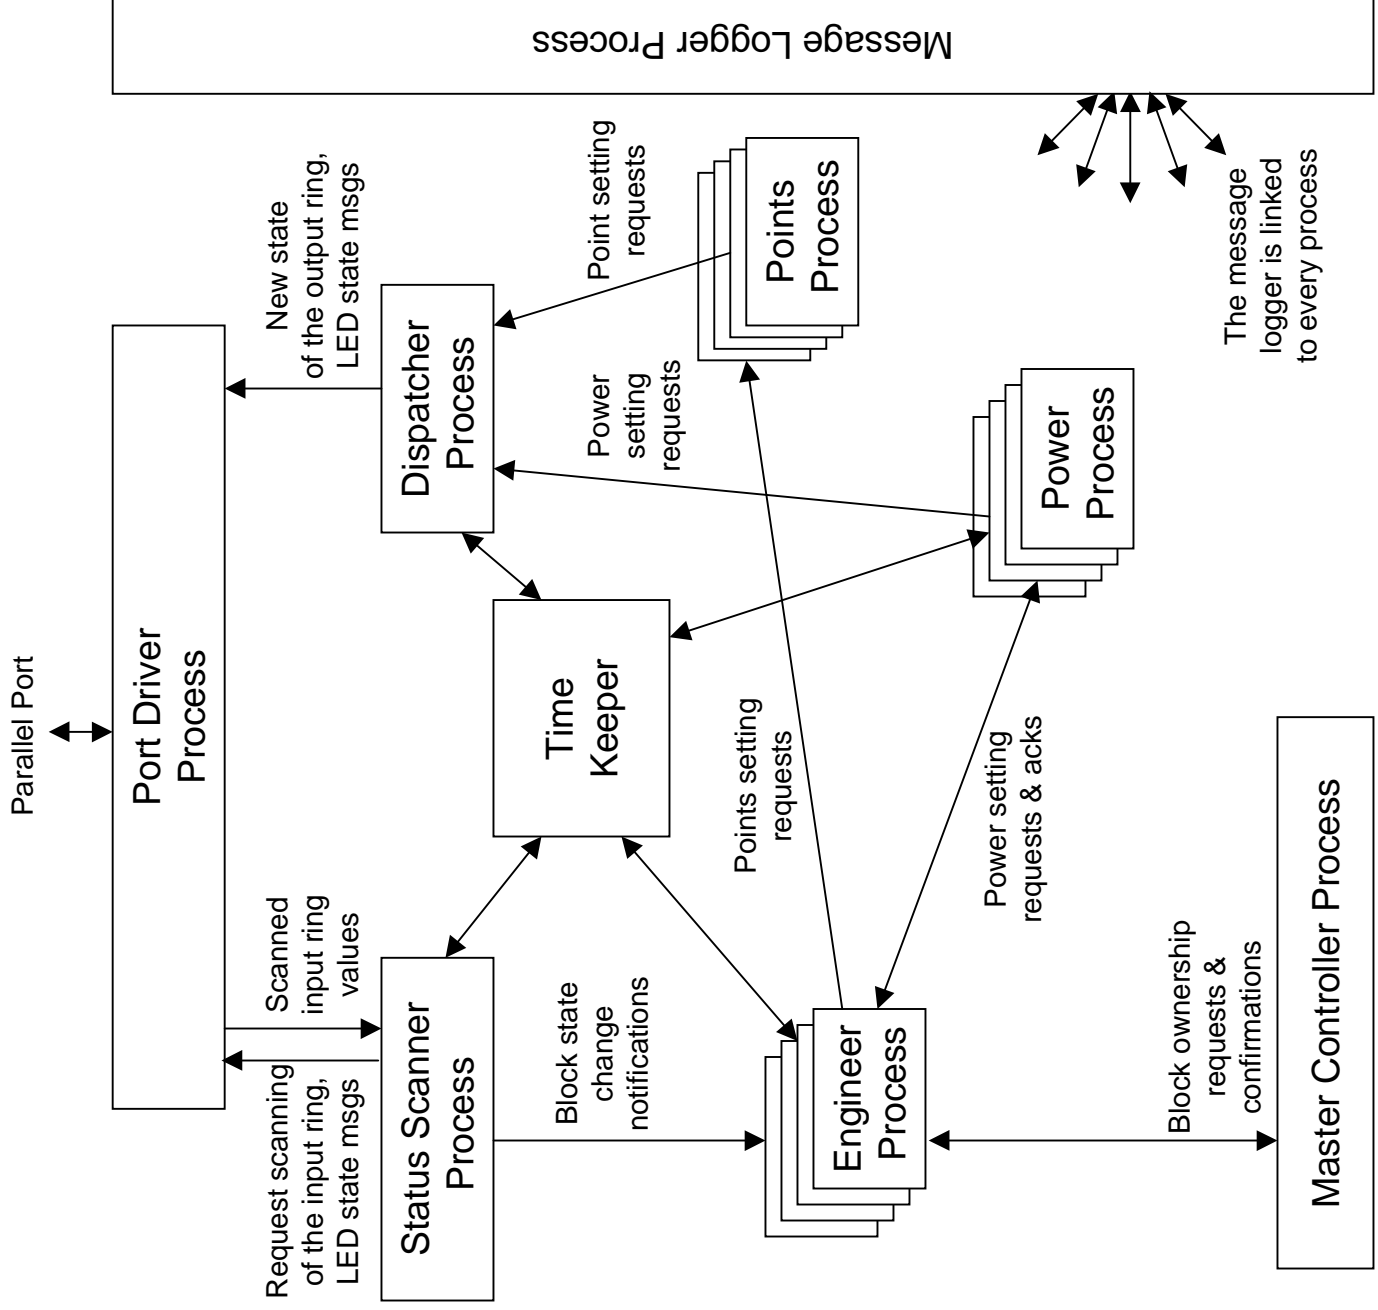 Parallel Port
Port Driver
Process
Request scanning
of the input ring,
LED state msgs
Scanned
input ring
values
New state
of the output ring,
LED state msgs
Status Scanner
Process
Time
Keeper
Dispatcher
Process
Block state
change
notifications
Power
setting
requests
Point setting
requests
Points setting
requests
Points
Process
Engineer
Process
Power setting
requests & acks
Power
Process
Block ownership
requests &
confirmations
Master Controller Process
The message
logger is linked
to every process
Message Logger Process